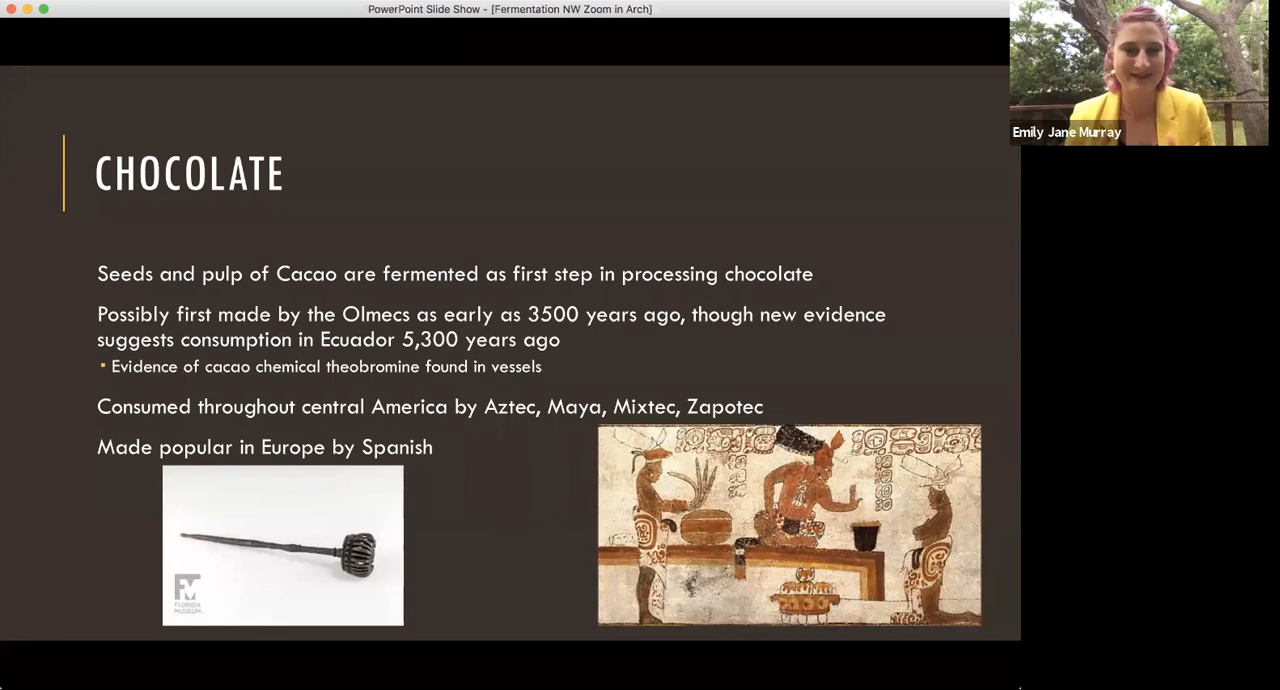 PowerPoint Slide Show - [Fermentation NW Zoom in Arch]
Emily Jane Murray
CHOCOLATE
Seeds and pulp of Cacao are fermented as first step in processing chocolate
Possibly first made by the Olmecs as early as 3500 years ago, though new evidence
suggests consumption in Ecuador 5,300 years ago
Evidence of cacao chemical theobromine found in vessels
Consumed throughout central America by Aztec, Maya, Mixtec, Zapotec
Made popular in Europe by Spanish
FM
FLORIDA
MUSEUM